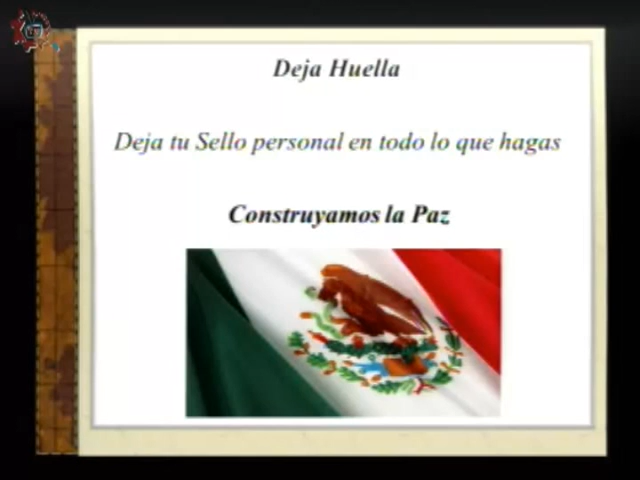 Deja Huella
Deja tu Sello personal en todo lo que hagas
Construyamos la Paz